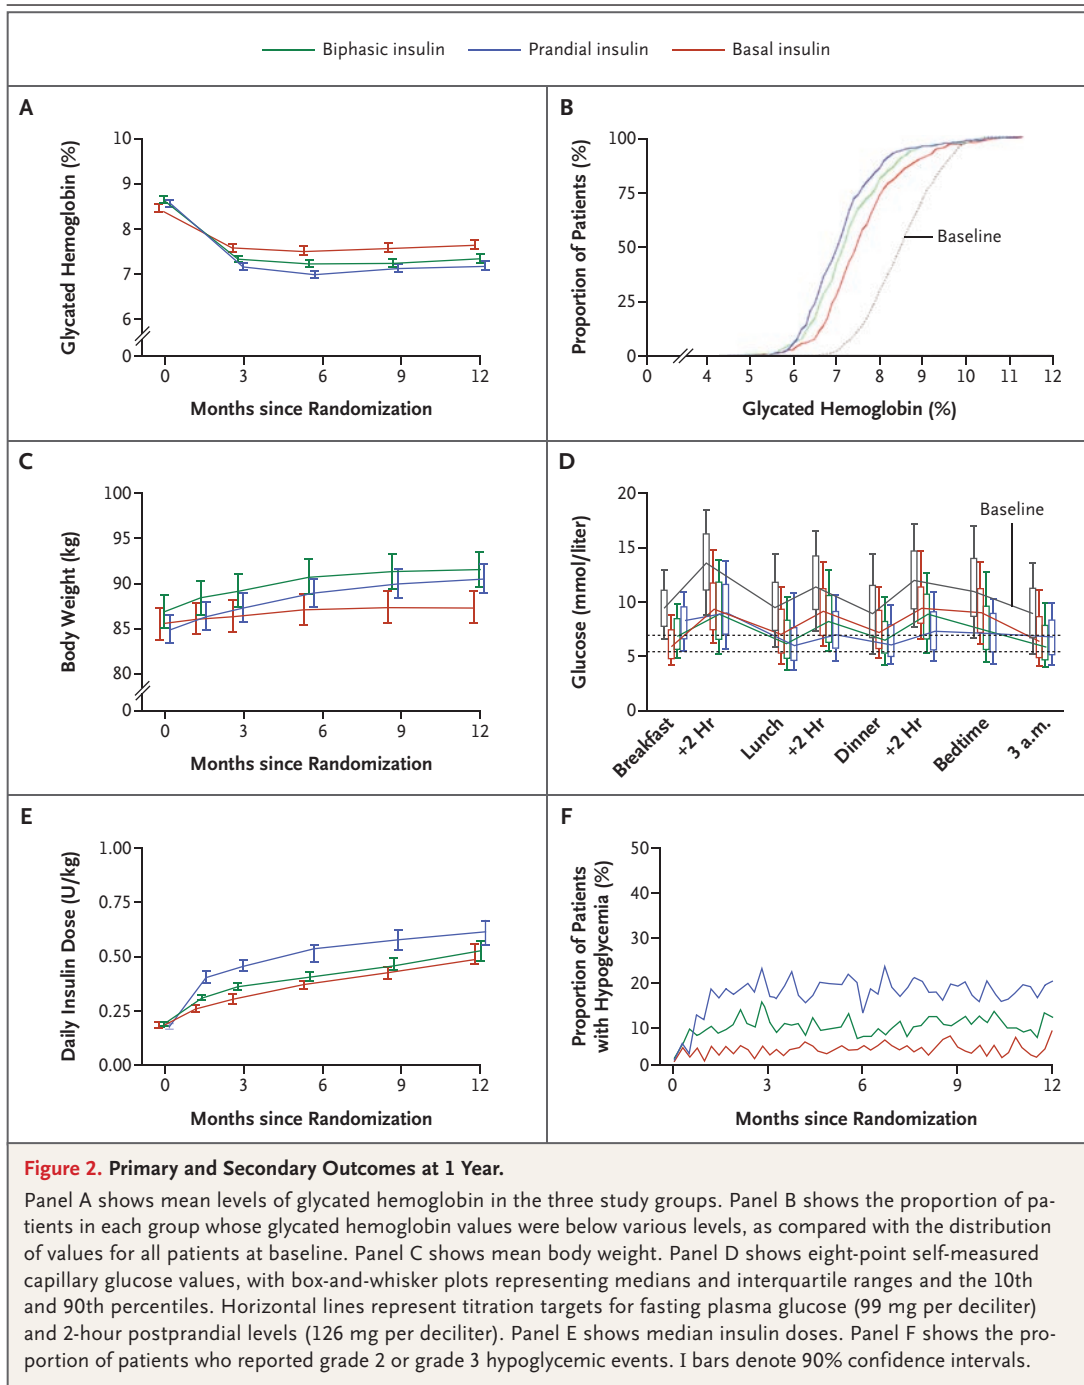 Biphasic insulin Prandial insulin Basal insulin
A
Glycated Hemoglobin (%)
10
9
8
7
6
0
0 3 6 9 12
Months since Randomization
B
Proportion of Patients (%)
100
75
50
25
0
Baseline
0 4 5 6 7 8 9 10 11 12
Glycated Hemoglobin (%)
C
Body Weight (kg)
100
95
90
85
80
0
0 3 6 9 12
Months since Randomization
D
Glucose (mmol/liter)
20
15
10
5
0
Baseline
Breakfast +2 Hr Lunch +2 Hr Dinner +2 Hr Bedtime 3 a.m.
E
Daily Insulin Dose (U/kg)
1.00
0.75
0.50
0.25
0.00
0 3 6 9 12
Months since Randomization
F
Proportion of Patients
with Hypoglycemia (%)
50
40
30
20
10
0
0 3 6 9 12
Months since Randomization
Figure 2. Primary and Secondary Outcomes at 1 Year.
Panel A shows mean levels of glycated hemoglobin in the three study groups. Panel B shows the proportion of pa-
tients in each group whose glycated hemoglobin values were below various levels, as compared with the distribution
of values for all patients at baseline. Panel C shows mean body weight. Panel D shows eight-point self-measured
capillary glucose values, with box-and-whisker plots representing medians and interquartile ranges and the 10th
and 90th percentiles. Horizontal lines represent titration targets for fasting plasma glucose (99 mg per deciliter)
and 2-hour postprandial levels (126 mg per deciliter). Panel E shows median insulin doses. Panel F shows the pro-
portion of patients who reported grade 2 or grade 3 hypoglycemic events. I bars denote 90% confidence intervals.